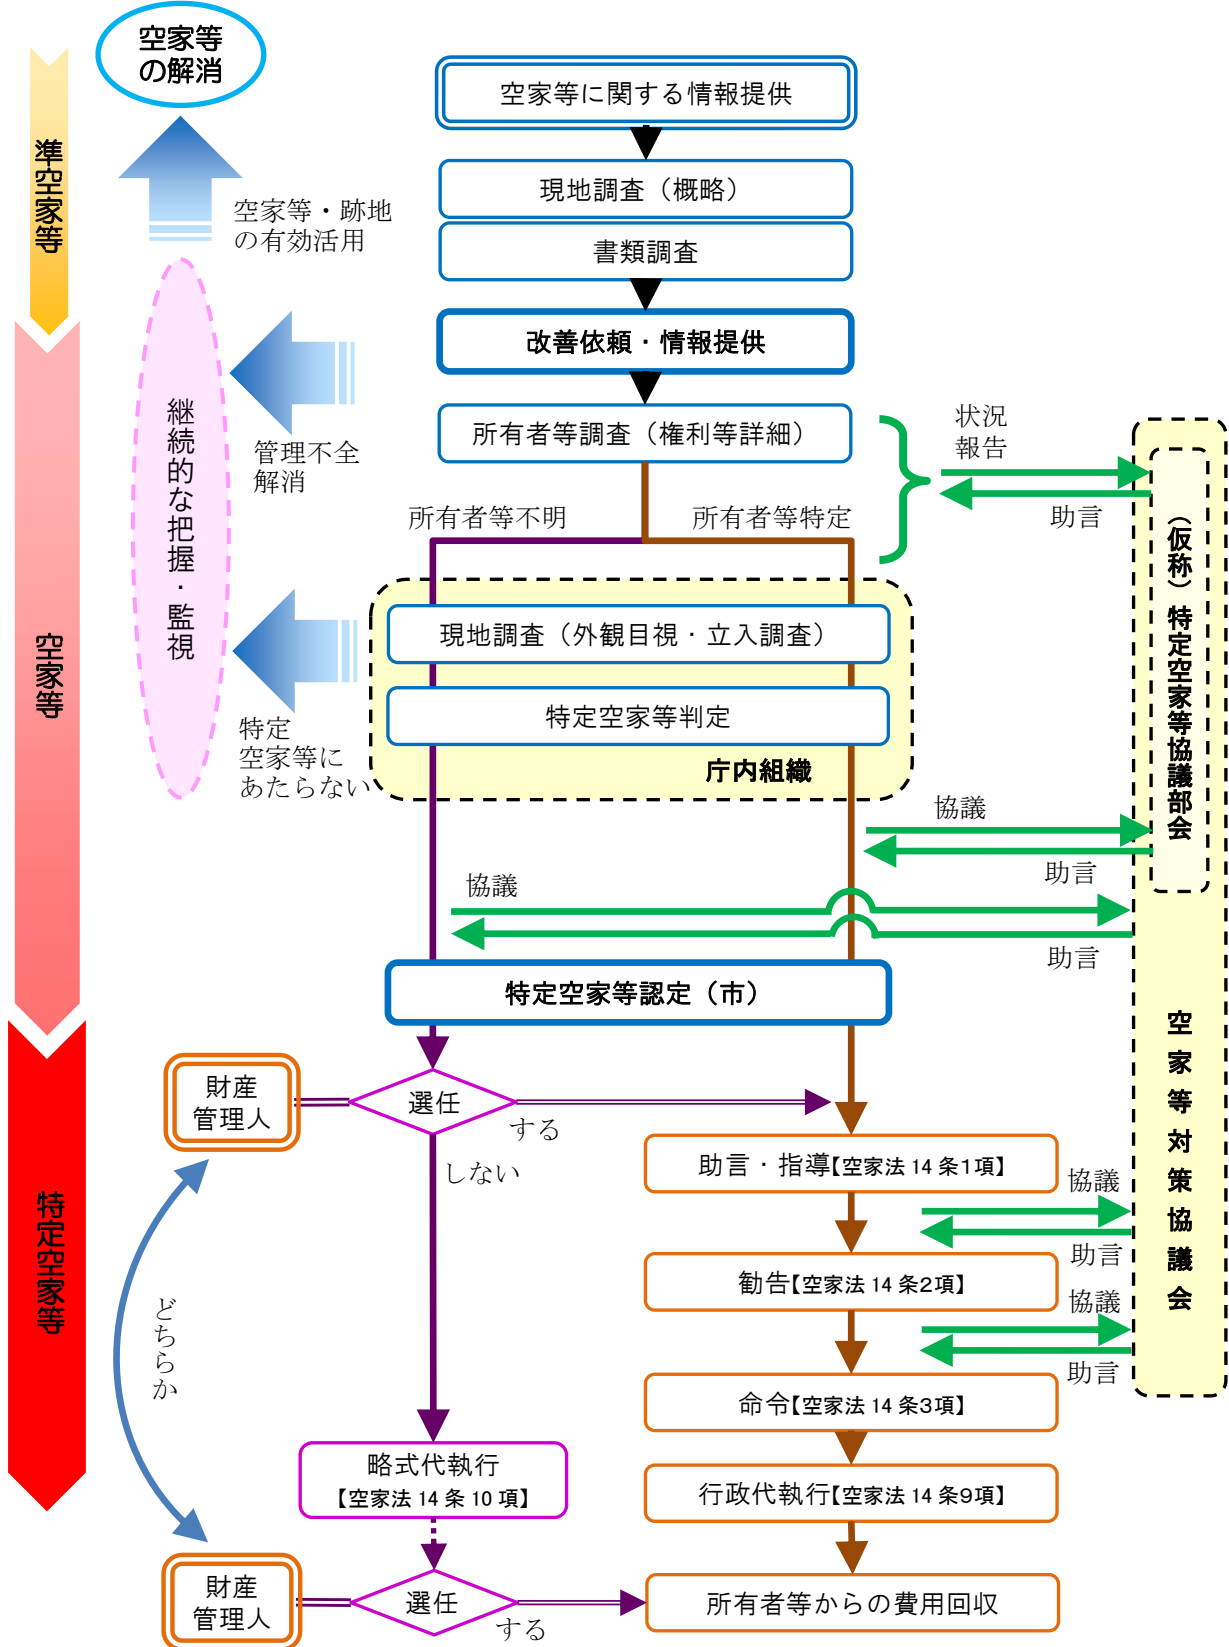 空家等
の解消
空家等に関する情報提供
準空家等
現地調査（概略）
空家等・跡地
の有効活用
書類調査
改善依頼・情報提供
継続的な把握・監視
管理不全
解消
所有者等調査（権利等詳細）
状況
報告
助言
所有者等不明
所有者等特定
（仮称）特定空家等協議部会
空家等
現地調査（外観目視・立入調査）
特定空家等判定
特定
空家等に
あたらない
庁内組織
協議
助言
協議
助言
特定空家等認定（市）
空家等対策協議会
財産
管理人
選任
する
しない
特定空家等
助言・指導【空家法 14 条1項】
協議
助言
勧告【空家法 14 条2項】
協議
助言
どちらか
命令【空家法 14 条3項】
略式代執行
【空家法 14 条 10 項】
行政代執行【空家法 14 条9項】
財産
管理人
選任
する
所有者等からの費用回収